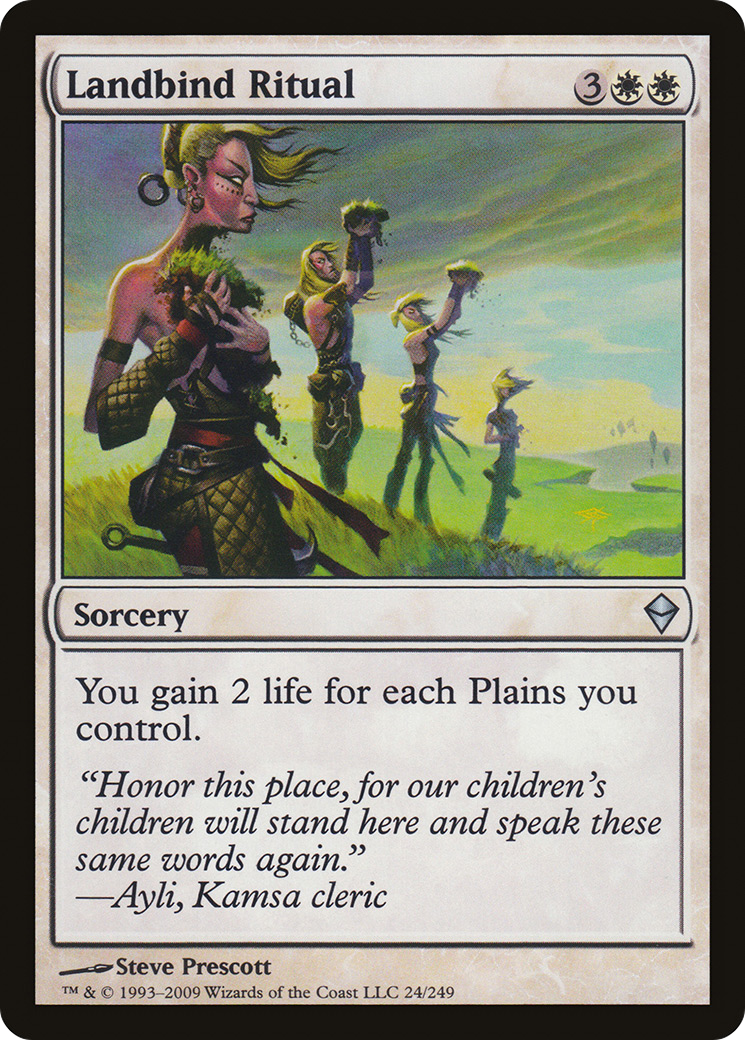 Landbind Ritual 3
Sorcery
You gain 2 life for each Plains you
control.
“Honor this place, for our children’s
children will stand here and speak these
same words again.”
—Ayli, Kamsa cleric
Steve Prescott
™ & © 1993–2009 Wizards of the Coast LLC 24/249